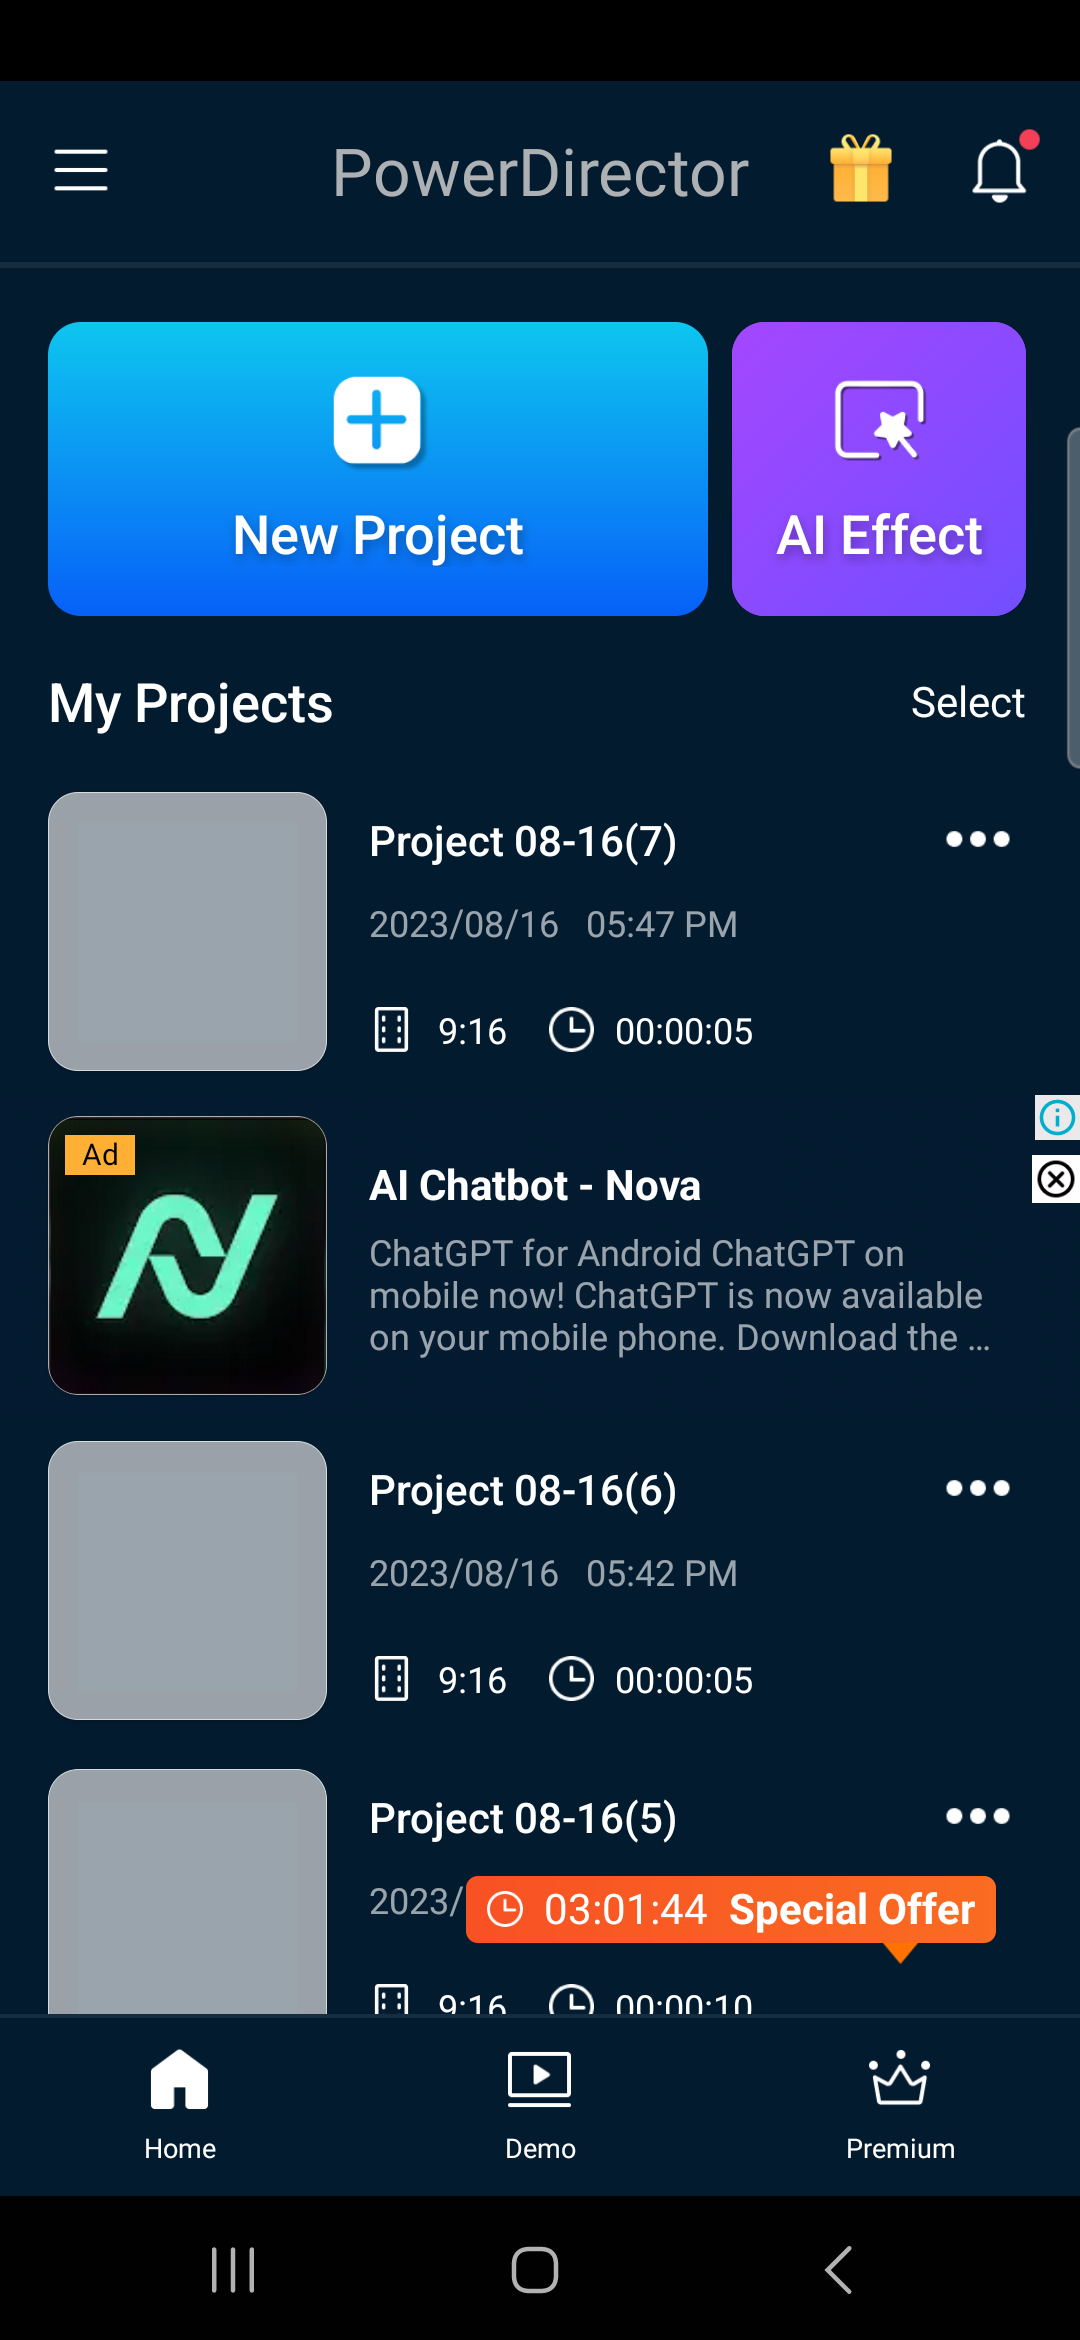 PowerDirector
New Project
AI Effect
My Projects
Select
Project 08-16(7)
2023/08/16 05:47 PM
9:16 00:00:05
Ad
AI Chatbot - Nova
ChatGPT for Android ChatGPT on
mobile now! ChatGPT is now available
on your mobile phone. Download the ...
Project 08-16(6)
2023/08/16 05:42 PM
9:16 00:00:05
Project 08-16(5)
2023/
03:01:44 Special Offer
9:16 00:00:10
Home
Demo
Premium